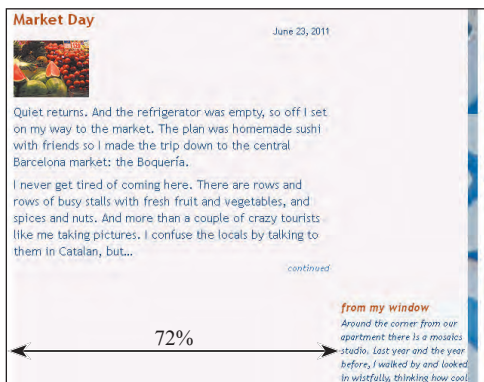 Market Day
June 23, 2011
Quiet returns. And the refrigerator was empty, so off I set
on my way to the market. The plan was homemade sushi
with friends so I made the trip down to the central
Barcelona market: the Boquería.
I never get tired of coming here. There are rows and
rows of busy stalls with fresh fruit and vegetables, and
spices and nuts. And more than a couple of crazy tourists
like me taking pictures. I confuse the locals by talking to
them in Catalan, but…
continued
72%
from my window
Around the corner from our
apartment there is a mosaics
studio. Last year and the year
before, I walked by and looked
in wistfully, thinking how cool